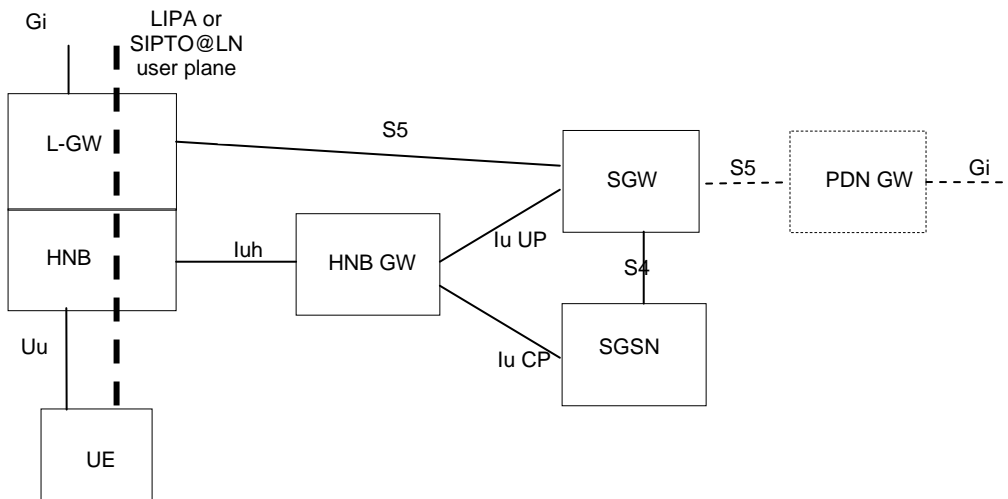 Gi
LIPA or
SIPTO@LN
user plane
L-GW
S5
SGW
S5
PDN GW
Gi
HNB
Iuh
HNB GW
Iu UP
S4
Uu
Iu CP
SGSN
UE